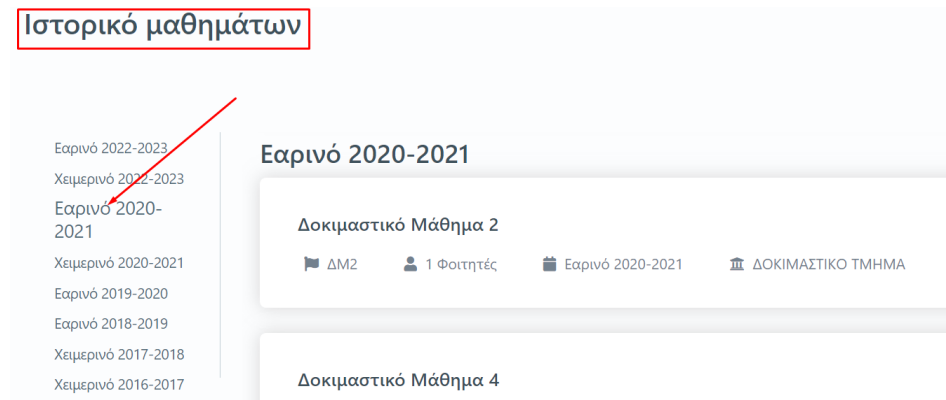 Ιστορικό μαθημάτων
Εαρινό 2022-2023
Χειμερινό 2022-2023
Εαρινό 2020-
2021
Χειμερινό 2020-2021
Εαρινό 2019-2020
Εαρινό 2018-2019
Χειμερινό 2017-2018
Χειμερινό 2016-2017
Εαρινό 2020-2021
Δοκιμαστικό Μάθημα 2
ΔΜ2 1 Φοιτητές Εαρινό 2020-2021 ΔΟΚΙΜΑΣΤΙΚΟ ΤΜΗΜΑ
Δοκιμαστικό Μάθημα 4